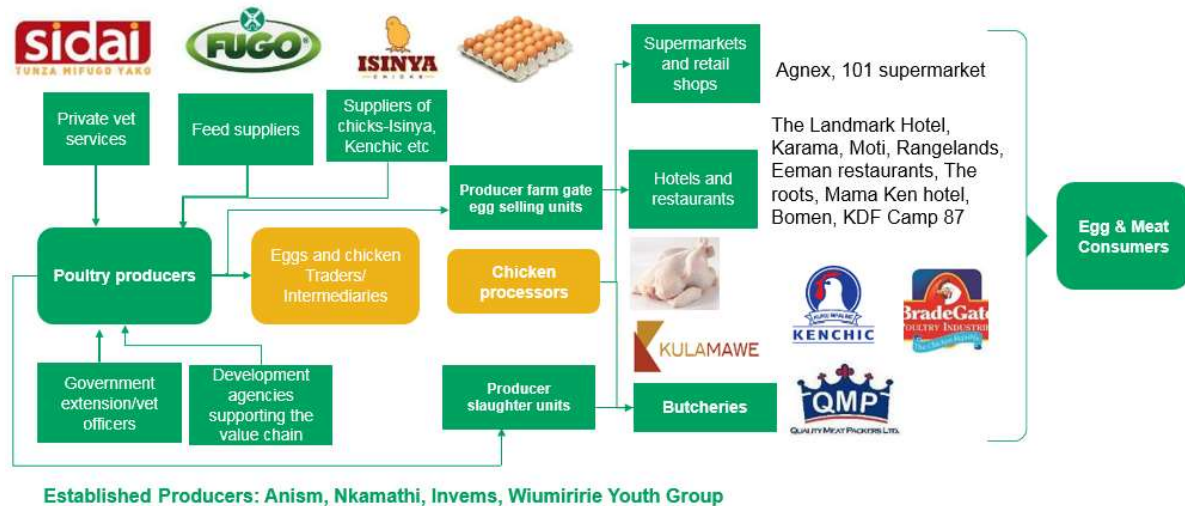 sidai
TUNZA MIFUGO YAKO
FUGO
ISINYA
CHICKS
Private vet
services
Feed suppliers
Suppliers of
chicks-Isinya,
Kenchic etc
Supermarkets
and retail
shops
Agnex, 101 supermarket
Producer farm gate
egg selling units
Hotels and
restaurants
The Landmark Hotel,
Karama, Moti, Rangelands,
Eeman restaurants, The
roots, Mama Ken hotel,
Bomen, KDF Camp 87
Poultry producers
Eggs and chicken
Traders/
Intermediaries
Chicken
processors
Egg & Meat
Consumers
KENCHIC
BradeGate
POULTRY INDUSTRIE
KULAMAWE
Government
extension/vet
officers
Development
agencies
supporting the
value chain
Producer
slaughter units
Butcheries
QMP
QUALITY MEAT PACKERS LTD.
Established Producers: Anism, Nkamathi, Invems, Wiumiririe Youth Group